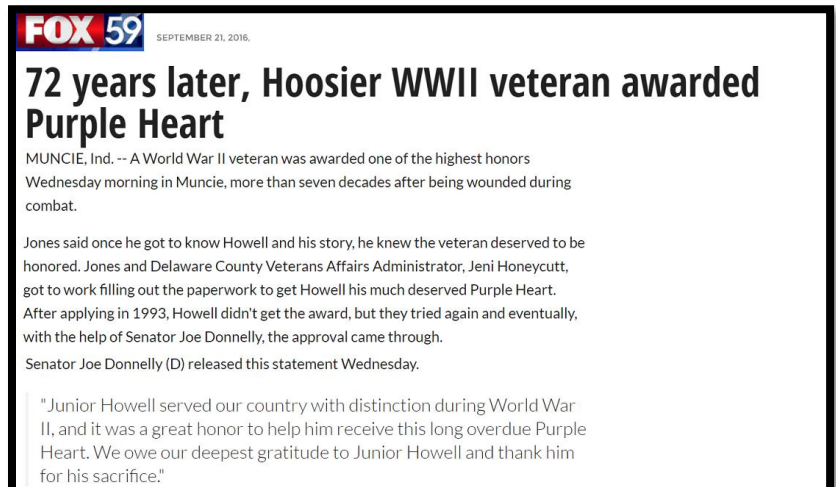 FOX 59
SEPTEMBER 21, 2016,
72 years later, Hoosier WWII veteran awarded
Purple Heart
MUNCIE, Ind. -- A World War II veteran was awarded one of the highest honors
Wednesday morning in Muncie, more than seven decades after being wounded during
combat.
Jones said once he got to know Howell and his story, he knew the veteran deserved to be
honored. Jones and Delaware County Veterans Affairs Administrator, Jeni Honeycutt,
got to work filling out the paperwork to get Howell his much deserved Purple Heart.
After applying in 1993, Howell didn't get the award, but they tried again and eventually,
with the help of Senator Joe Donnelly, the approval came through.
Senator Joe Donnelly (D) released this statement Wednesday.
"Junior Howell served our country with distinction during World War
II, and it was a great honor to help him receive this long overdue Purple
Heart. We owe our deepest gratitude to Junior Howell and thank him
for his sacrifice."